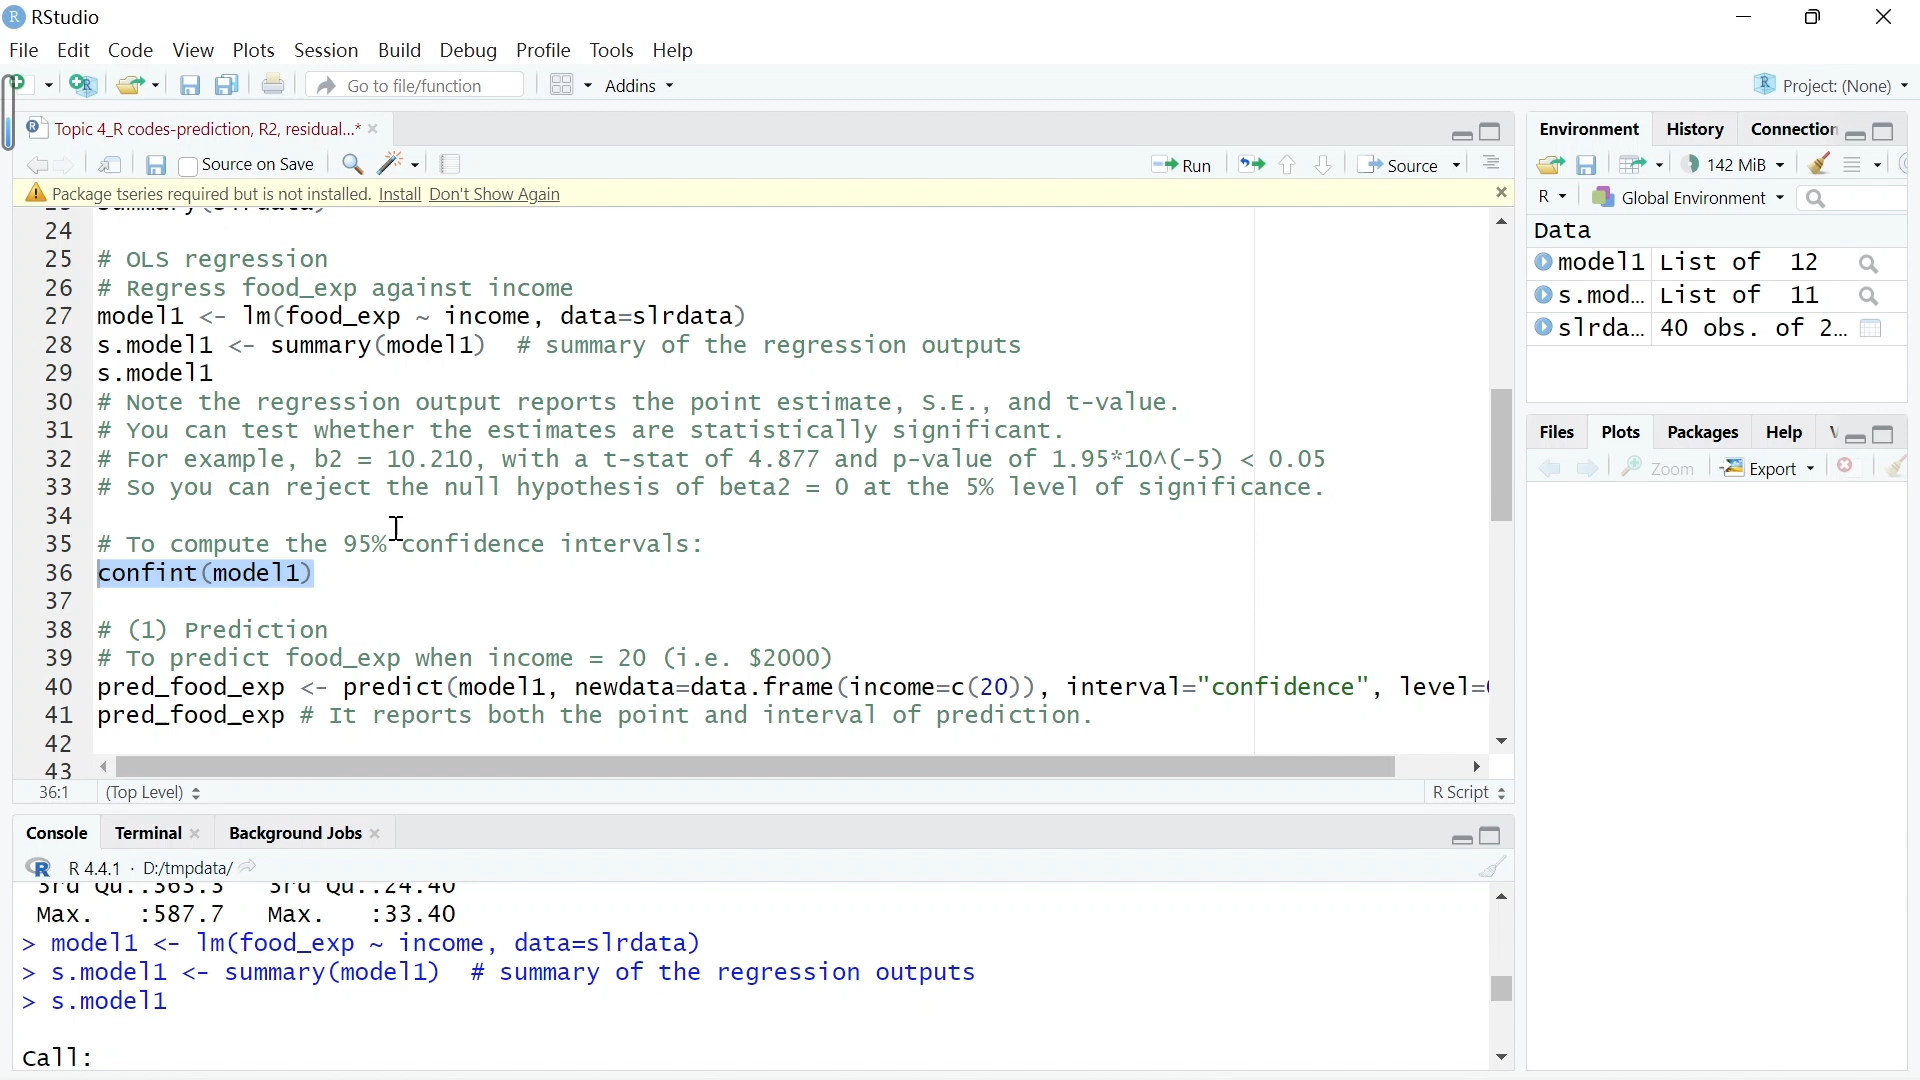 RStudio
File Edit Code View Plots Session Build Debug Profile Tools Help
Go to file/function Addins Project: (None)
Topic 4_R codes-prediction, R2, residual...*
Source on Save Run Source
Package tseries required but is not installed. Install Don't Show Again
24
25 # OLS regression
26 # Regress food_exp against income
27 model1 <- lm(food_exp ~ income, data=slrdata)
28 s.model1 <- summary(model1) # summary of the regression outputs
29 s.model1
30 # Note the regression output reports the point estimate, S.E., and t-value.
31 # You can test whether the estimates are statistically significant.
32 # For example, b2 = 10.210, with a t-stat of 4.877 and p-value of 1.95*10^(-5) < 0.05
33 # So you can reject the null hypothesis of beta2 = 0 at the 5% level of significance.
34
35 # To compute the 95% confidence intervals:
36 confint(model1)
37
38 # (1) Prediction
39 # To predict food_exp when income = 20 (i.e. $2000)
40 pred_food_exp <- predict(model1, newdata=data.frame(income=c(20)), interval="confidence", level=
41 pred_food_exp # It reports both the point and interval of prediction.
42
43
36:1 (Top Level) R Script
Console Terminal Background Jobs
R 4.4.1 · D:/tmpdata/
3rd Qu.:363.3 3rd Qu.:24.40
Max. :587.7 Max. :33.40
> model1 <- lm(food_exp ~ income, data=slrdata)
> s.model1 <- summary(model1) # summary of the regression outputs
> s.model1
Call:
Environment History Connection
142 MiB
R Global Environment
Data
model1 List of 12
s.mod... List of 11
slrda... 40 obs. of 2...
Files Plots Packages Help V
Zoom Export